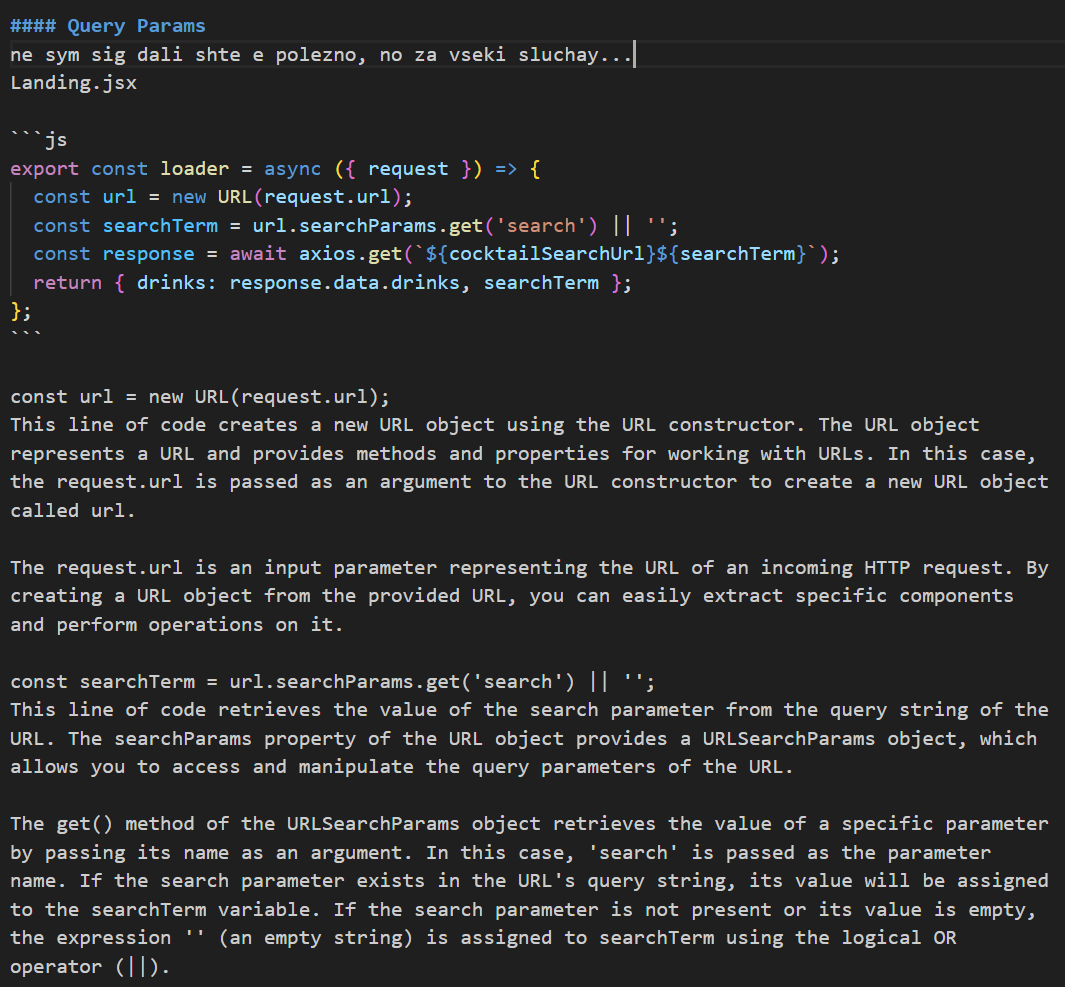 #### Query Params
ne sym sig dali shte e polezno, no za vseki sluchay...
Landing.jsx
```js
export const loader = async ({ request }) => {
  const url = new URL(request.url);
  const searchTerm = url.searchParams.get('search') || '';
  const response = await axios.get(`${cocktailSearchUrl}${searchTerm}`);
  return { drinks: response.data.drinks, searchTerm };
};
```
const url = new URL(request.url);
This line of code creates a new URL object using the URL constructor. The URL object
represents a URL and provides methods and properties for working with URLs. In this case,
the request.url is passed as an argument to the URL constructor to create a new URL object
called url.
The request.url is an input parameter representing the URL of an incoming HTTP request. By
creating a URL object from the provided URL, you can easily extract specific components
and perform operations on it.
const searchTerm = url.searchParams.get('search') || '';
This line of code retrieves the value of the search parameter from the query string of the
URL. The searchParams property of the URL object provides a URLSearchParams object, which
allows you to access and manipulate the query parameters of the URL.
The get() method of the URLSearchParams object retrieves the value of a specific parameter
by passing its name as an argument. In this case, 'search' is passed as the parameter
name. If the search parameter exists in the URL's query string, its value will be assigned
to the searchTerm variable. If the search parameter is not present or its value is empty,
the expression '' (an empty string) is assigned to searchTerm using the logical OR
operator (||).